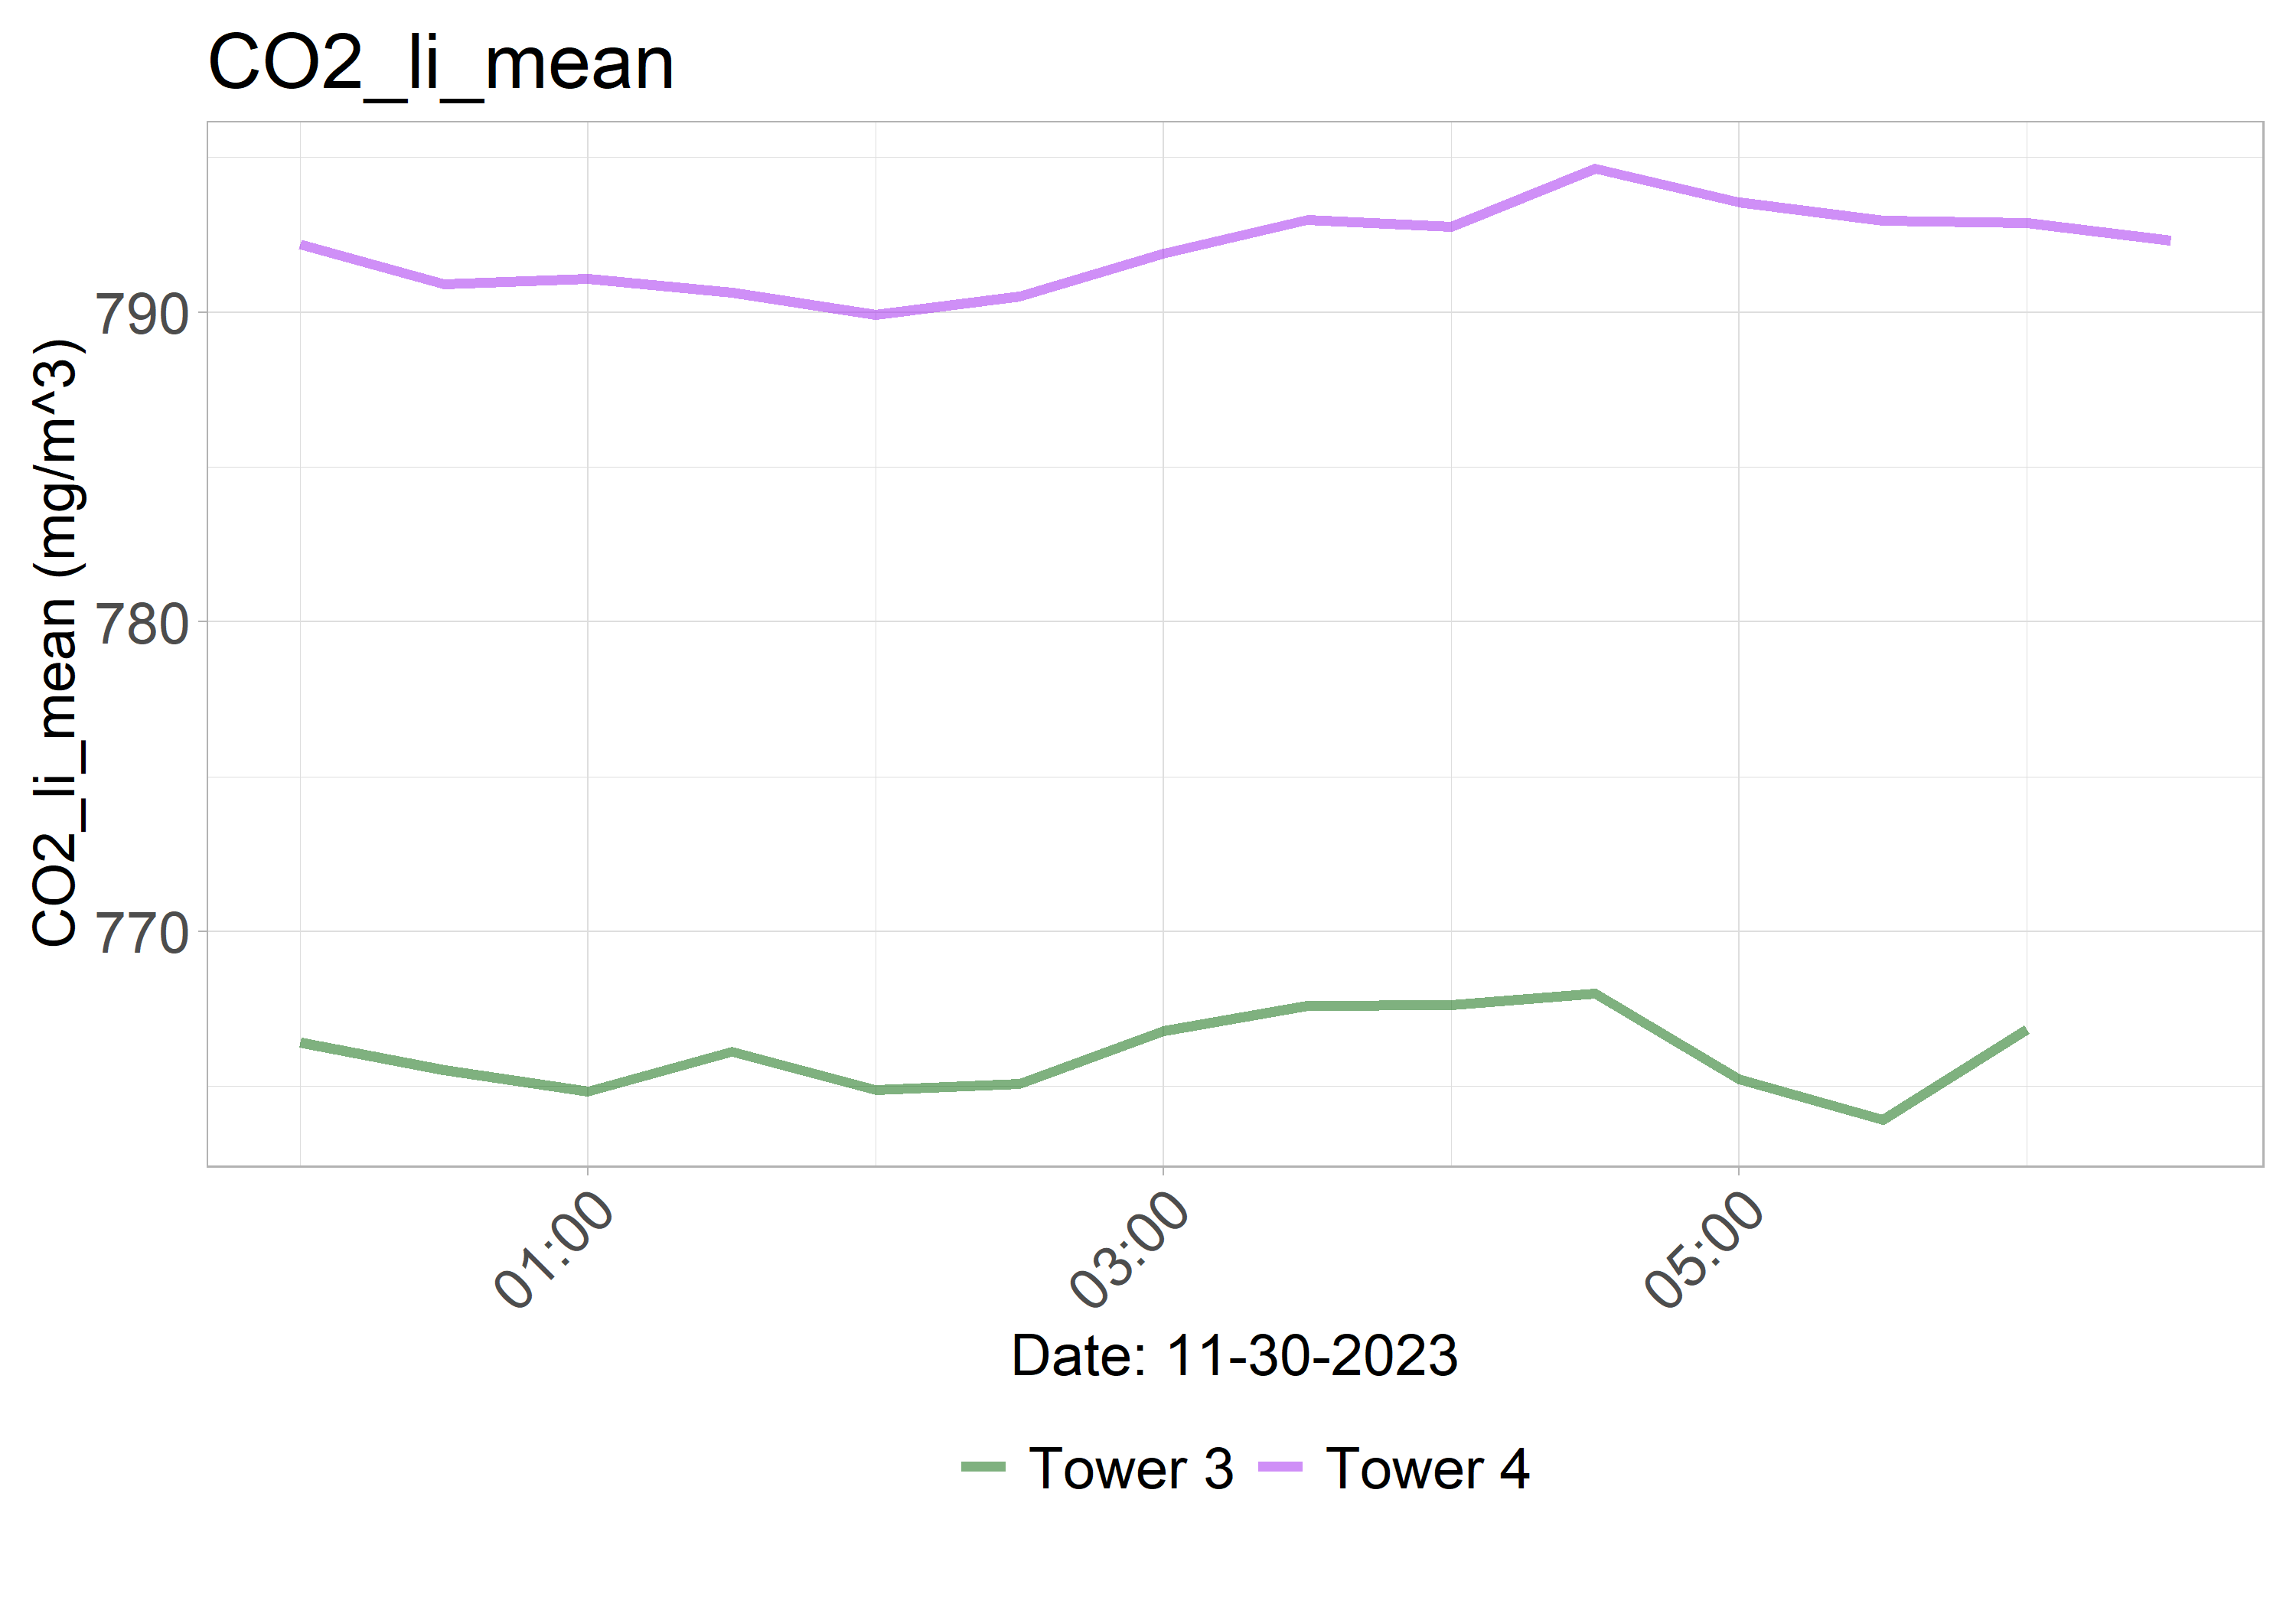 CO2_li_mean
CO2_li_mean (mg/m^3)
790
780
770
01:00
03:00
05:00
Date: 11-30-2023
Tower 3
Tower 4